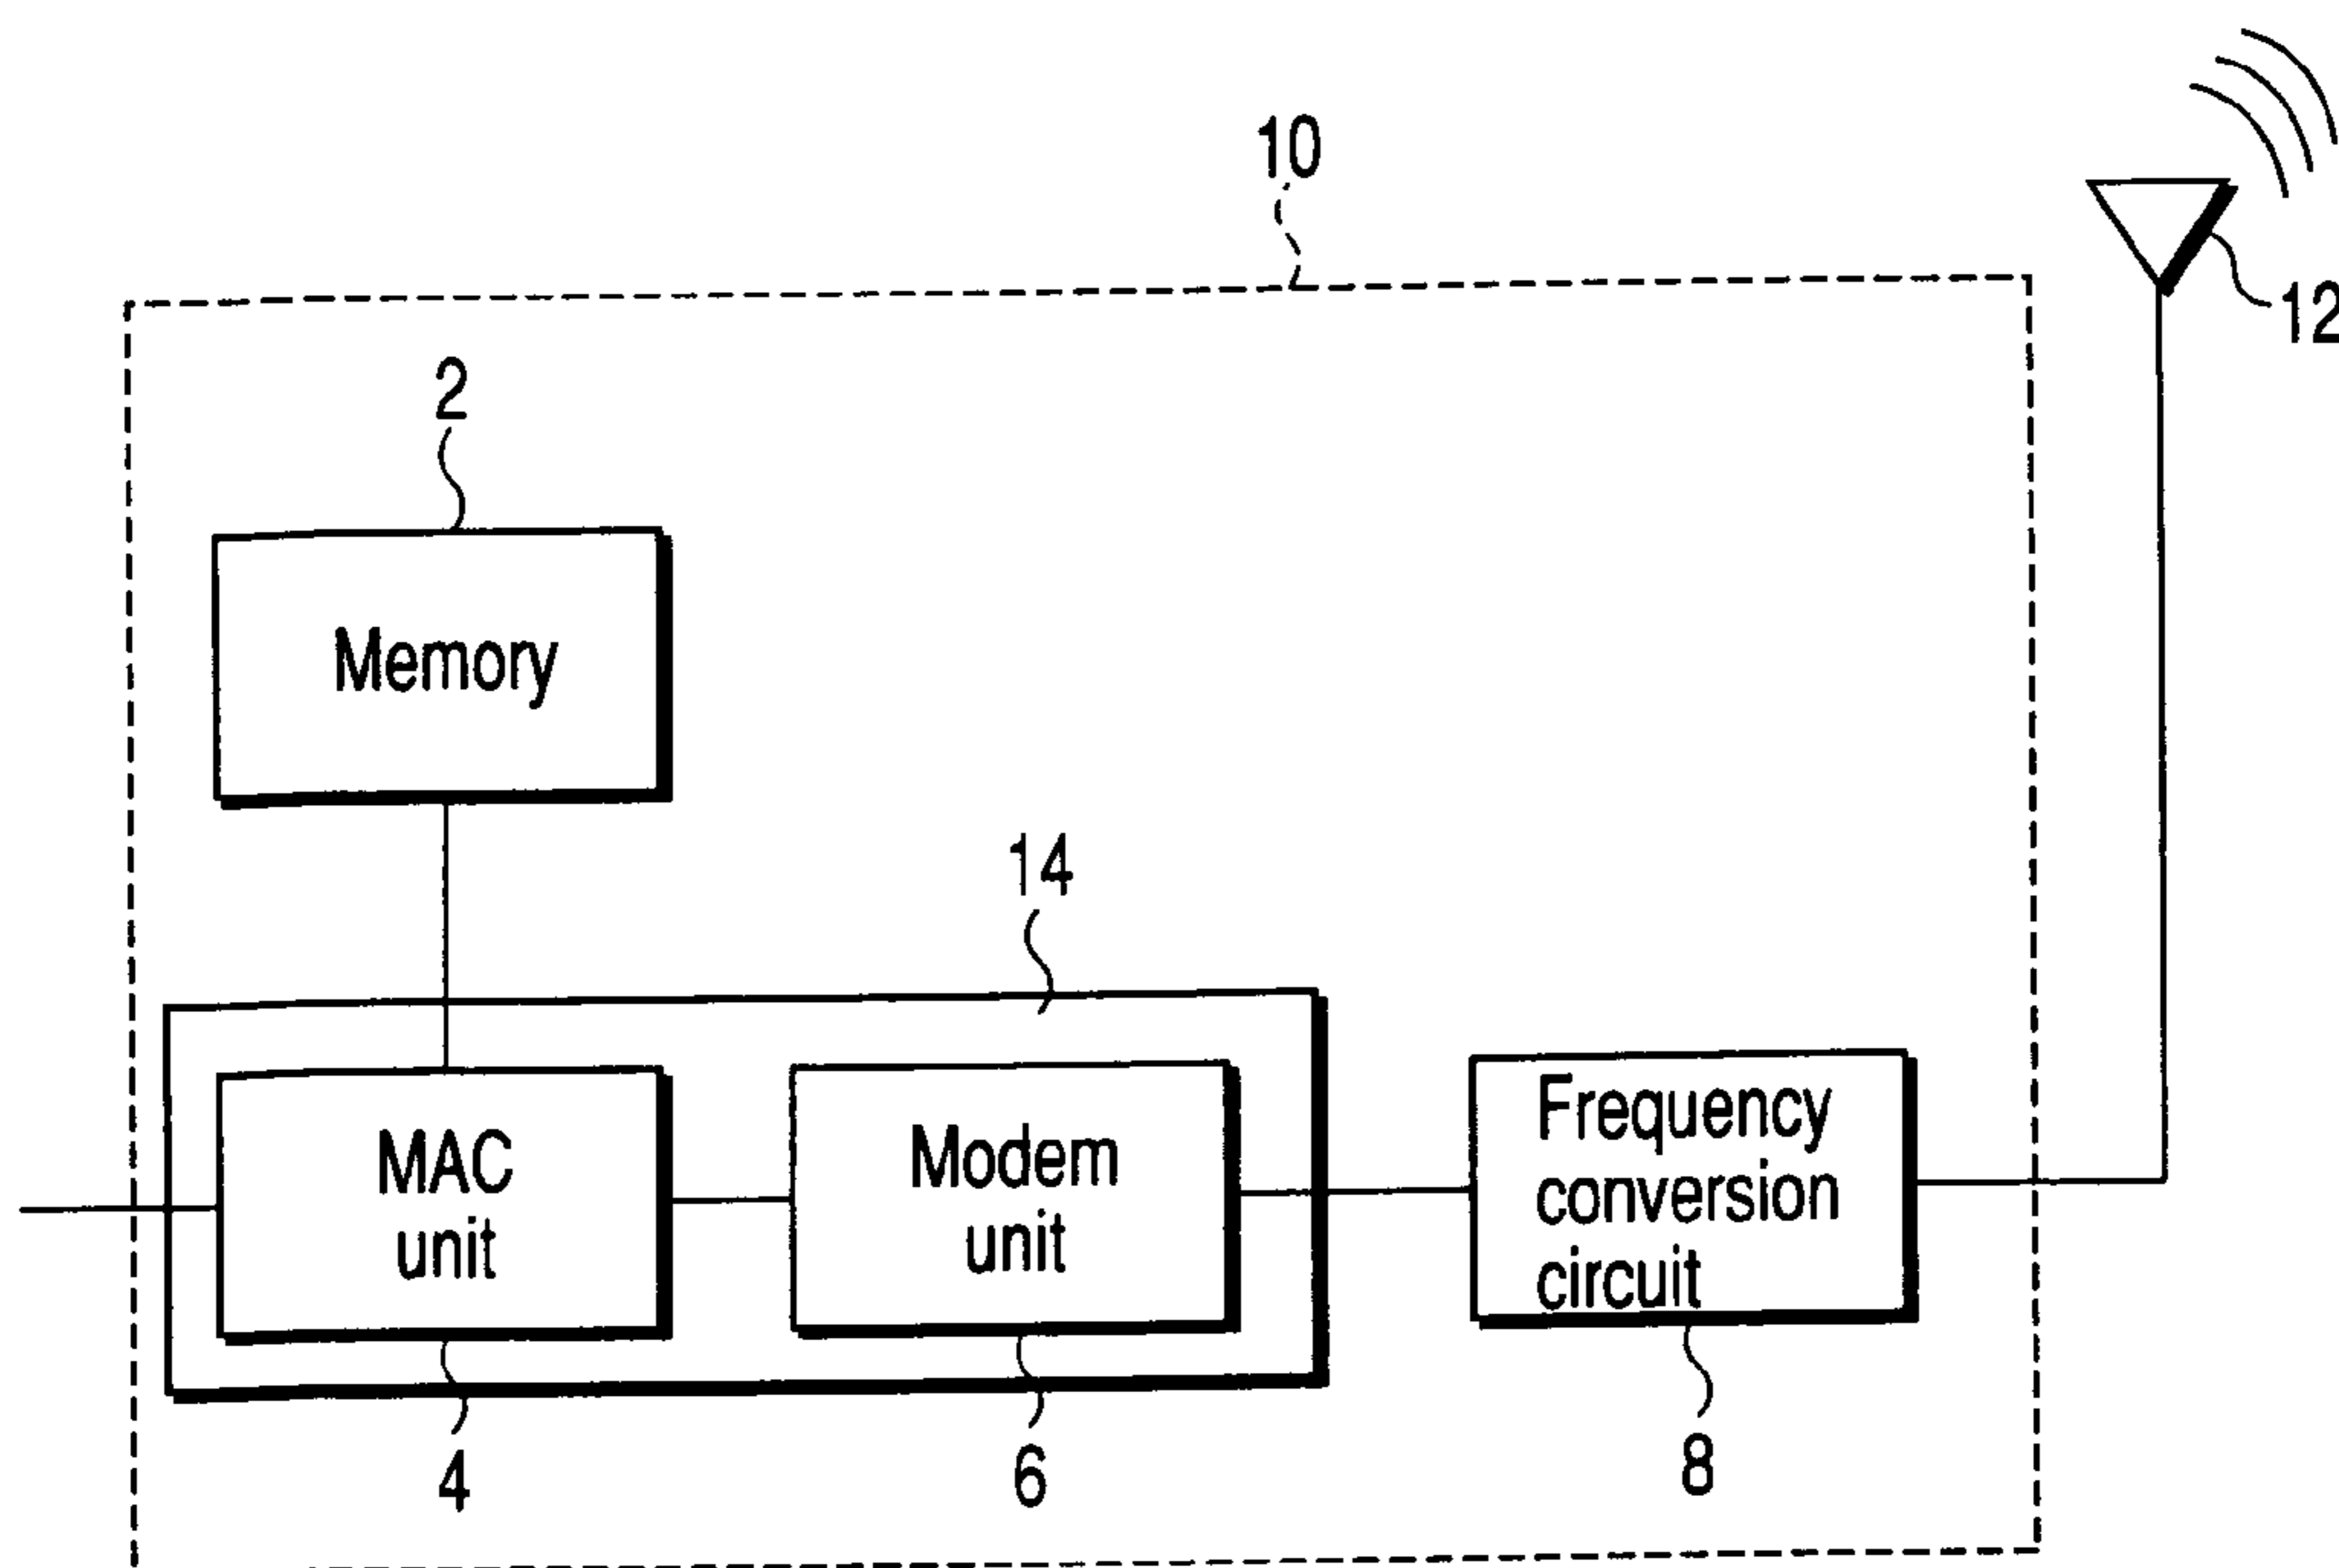 10
12
2
Memory
14
MAC
unit
Modem
unit
Frequency
conversion
circuit
4
6
8